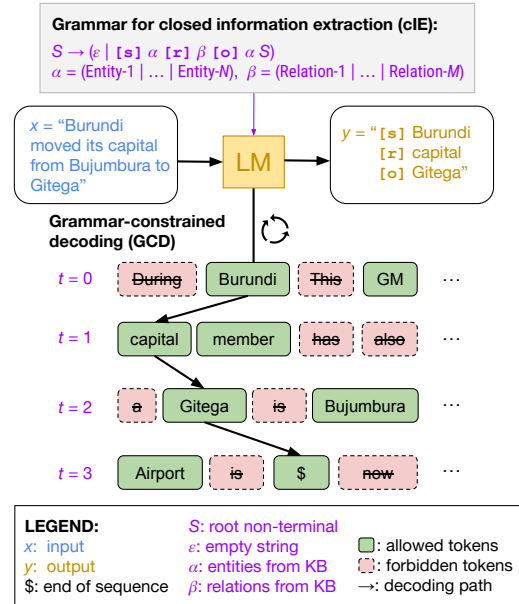 Grammar for closed information extraction (cIE):
S → (ε | [s] α [r] β [o] α S)
α = (Entity-1 | … | Entity-N), β = (Relation-1 | … | Relation-M)
x = “Burundi
moved its capital
from Bujumbura to
Gitega”
LM
y = “[s] Burundi
[r] capital
[o] Gitega”
Grammar-constrained
decoding (GCD)
t = 0 During Burundi This GM ⋯
t = 1 capital member has also ⋯
t = 2 a Gitega is Bujumbura ⋯
t = 3 Airport is $ now ⋯
LEGEND:
x: input
y: output
$: end of sequence
S: root non-terminal
ε: empty string
α: entities from KB
β: relations from KB
: allowed tokens
: forbidden tokens
→: decoding path